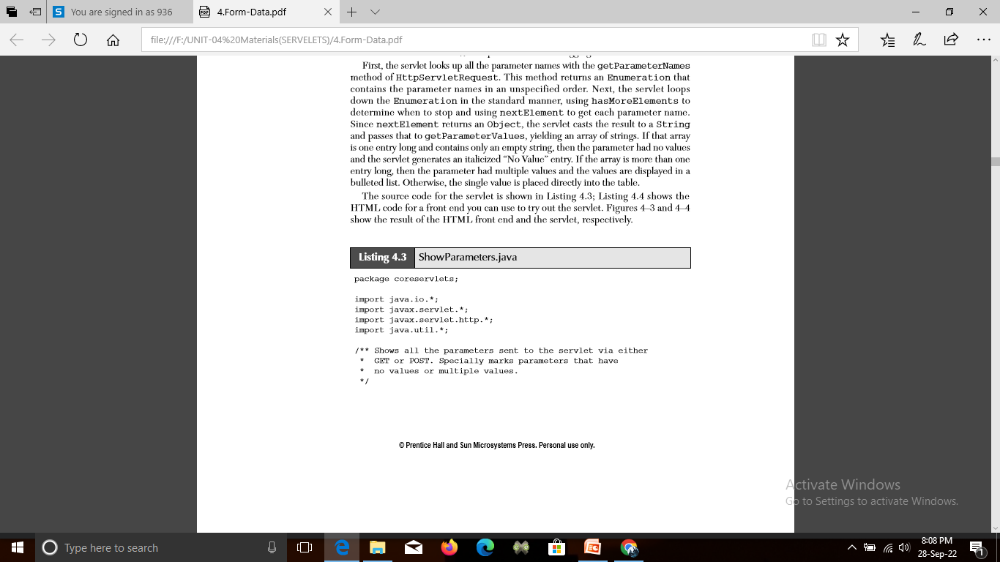 You are signed in as 936
4.Form-Data.pdf
file:///F:/UNIT-04%20Materials(SERVELETS)/4.Form-Data.pdf
First, the servlet looks up all the parameter names with the getParameterNames
method of HttpServletRequest. This method returns an Enumeration that
contains the parameter names in an unspecified order. Next, the servlet loops
down the Enumeration in the standard manner, using hasMoreElements to
determine when to stop and using nextElement to get each parameter name.
Since nextElement returns an Object, the servlet casts the result to a String
and passes that to getParameterValues, yielding an array of strings. If that array
is one entry long and contains only an empty string, then the parameter had no values
and the servlet generates an italicized “No Value” entry. If the array is more than one
entry long, then the parameter had multiple values and the values are displayed in a
bulleted list. Otherwise, the single value is placed directly into the table.
The source code for the servlet is shown in Listing 4.3; Listing 4.4 shows the
HTML code for a front end you can use to try out the servlet. Figures 4–3 and 4–4
show the result of the HTML front end and the servlet, respectively.
Listing 4.3 ShowParameters.java
package coreservlets;
import java.io.*;
import javax.servlet.*;
import javax.servlet.http.*;
import java.util.*;
/** Shows all the parameters sent to the servlet via either
* GET or POST. Specially marks parameters that have
* no values or multiple values.
*/
© Prentice Hall and Sun Microsystems Press. Personal use only.
Activate Windows
Go to Settings to activate Windows.
Type here to search
8:08 PM
28-Sep-22